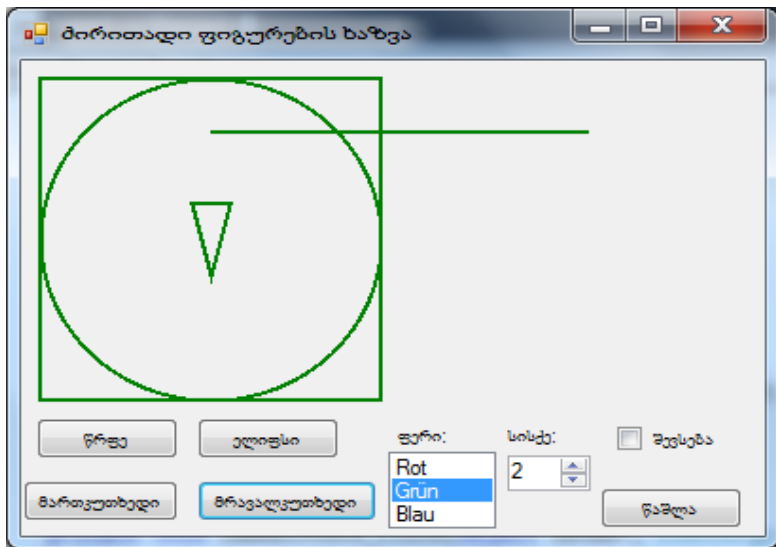 ძირითადი ფიგურების ხაზვა
წრფე
ელიფსი
ფერი:
სისქე:
შევსება
Rot
Grün
Blau
2
მართკუთხედი
მრავალკუთხედი
წაშლა